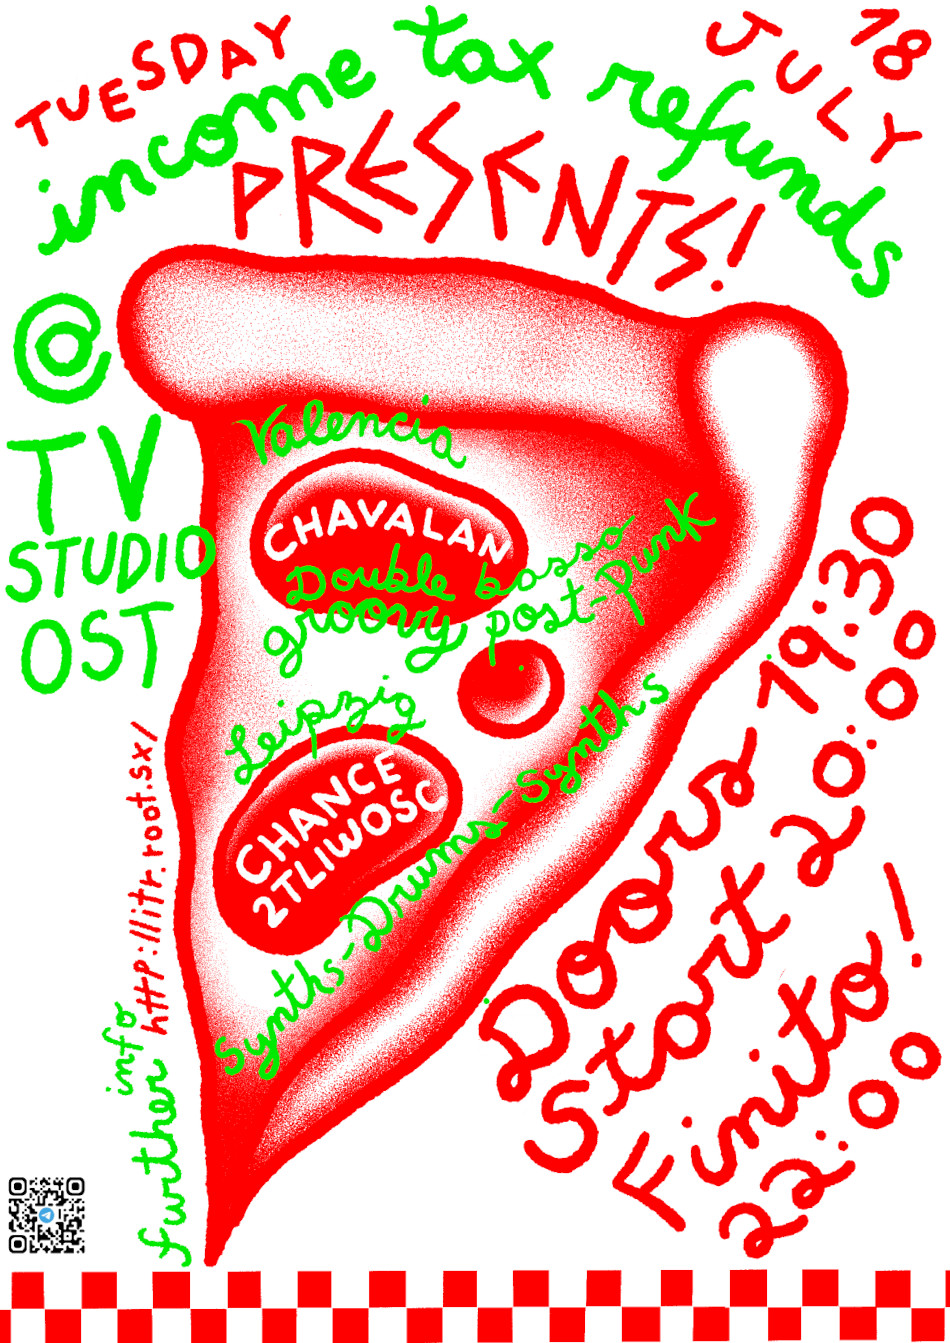 TUESDAY
18
JULY
income tax refunds
PRESENTS!
@
TV
STUDIO
OST
Valencia
CHAVALAN
Double basso
groovy post-punk
Leipzig
CHANCE
2TLIWOSC
Synths-Drums-Synths
Doors 19:30
Start 20:00
Finito!
22:00
further info
http://itr.root.sx/